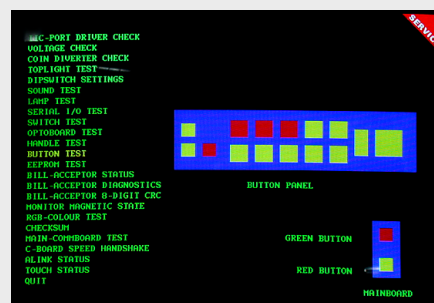 C-PORT DRIVER CHECK
VOLTAGE CHECK
COIN DIVERTER CHECK
TOPLIGHT TEST
DIPSWITCH SETTINGS
SOUND TEST
LAMP TEST
SERIAL I/O TEST
SWITCH TEST
OPTOBOARD TEST
HANDLE TEST
BUTTON TEST
EEPROM TEST
BILL-ACCEPTOR STATUS
BILL-ACCEPTOR DIAGNOSTICS
BILL-ACCEPTOR 8-DIGIT CRC
MONITOR MAGNETIC STATE
RGB-COLOUR TEST
CHECKSUM
MAIN-COMMBOARD TEST
C-BOARD SPEED HANDSHAKE
ALINK STATUS
TOUCH STATUS
QUIT
SERVIC
BUTTON PANEL
GREEN BUTTON
RED BUTTON
MAINBOARD